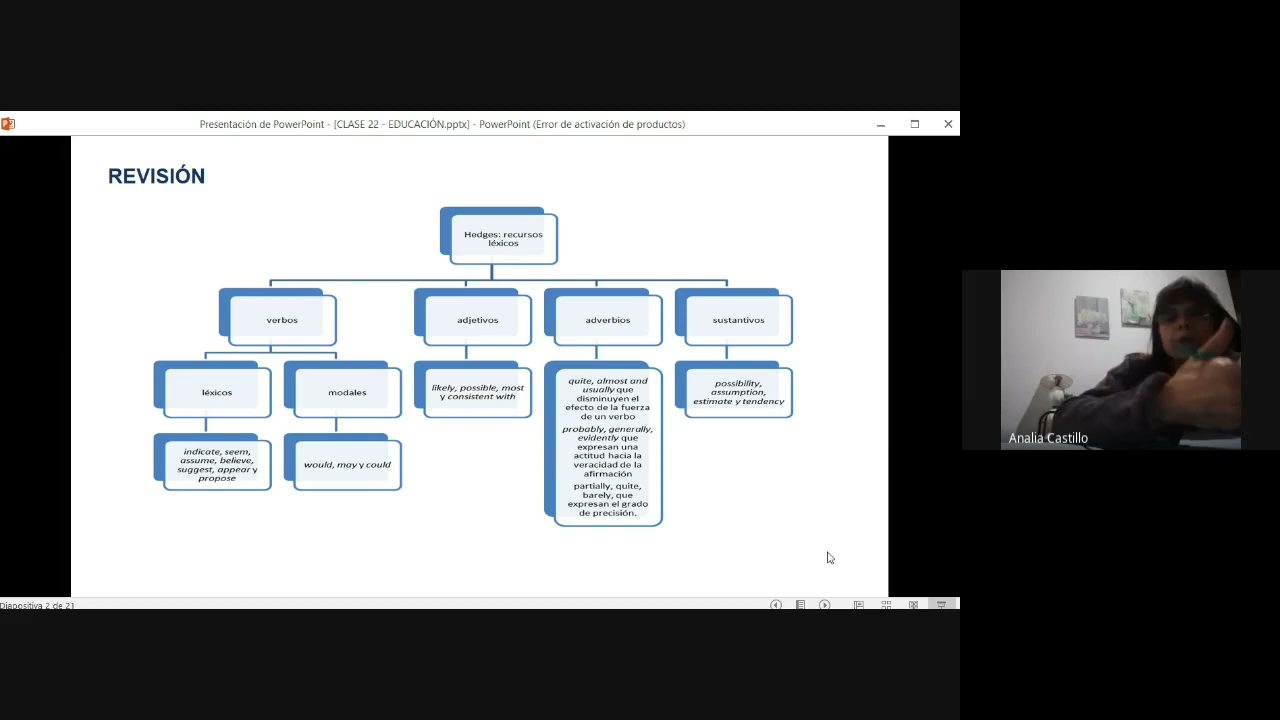 Presentación de PowerPoint - [CLASE 22 - EDUCACIÓN.pptx] - PowerPoint (Error de activación de productos)
REVISIÓN
Hedges: recursos
léxicos
verbos
adjetivos
adverbios
sustantivos
léxicos
modales
likely, possible, most
y consistent with
quite, almost and
usually que
disminuyen el
efecto de la fuerza
de un verbo
probably, generally,
evidently que
expresan una
actitud hacia la
veracidad de la
afirmación
partially, quite,
barely, que
expresan el grado
de precisión.
possibility,
assumption,
estimate y tendency
indicate, seem,
assume, believe,
suggest, appear y
propose
would, may y could
Analia Castillo
Diapositiva 2 de 21